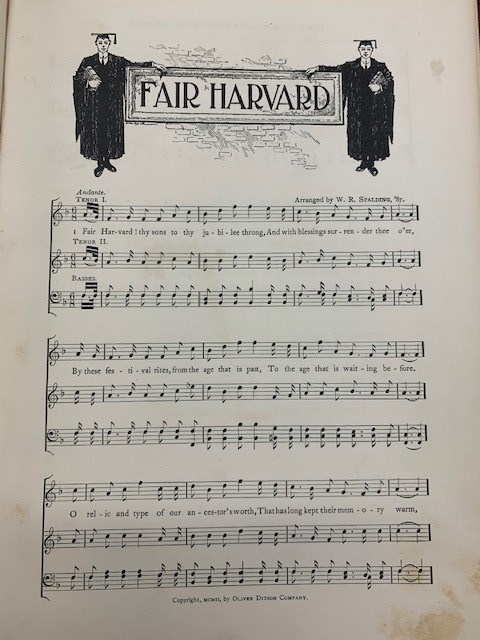 FAIR HARVARD
Andante.
TENOR I.
Arranged by W. R. SPALDING, '87.
1 Fair Har- vard! thy sons to thy ju - bi - lee throng, And with blessings sur - ren - der thee o'er,
TENOR II.
BASSES.
By these fes - ti - val rites, from the age that is past, To the age that is wait - ing be - fore.
O rel - ic and type of our an - ces-tor's worth, That has long kept their mem - o - ry warm,
Copyright, MCMII, by OLIVER DITSON COMPANY.